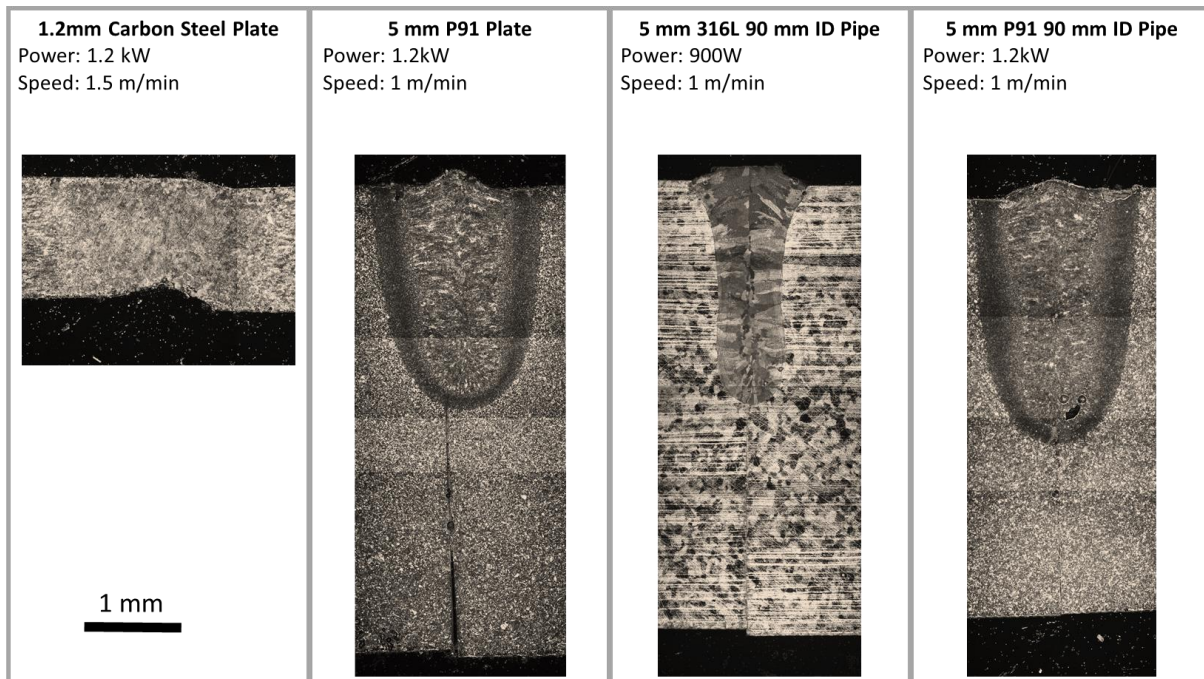 1.2mm Carbon Steel Plate
Power: 1.2 kW
Speed: 1.5 m/min
5 mm P91 Plate
Power: 1.2kW
Speed: 1 m/min
5 mm 316L 90 mm ID Pipe
Power: 900W
Speed: 1 m/min
5 mm P91 90 mm ID Pipe
Power: 1.2kW
Speed: 1 m/min
1 mm